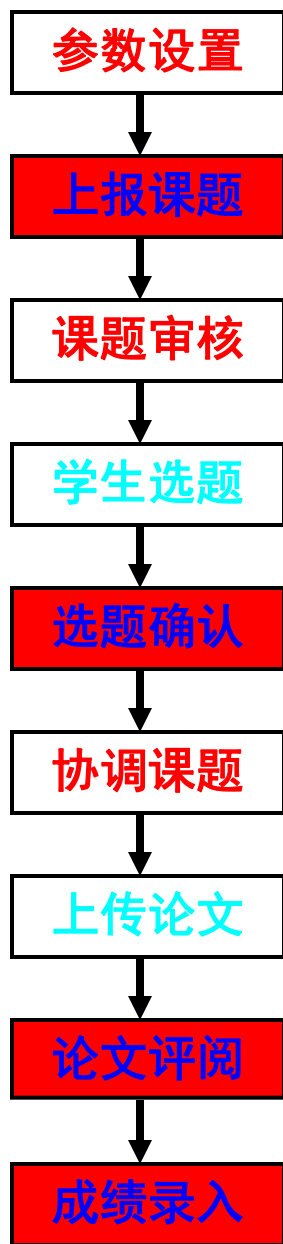 参数设置
上报课题
课题审核
学生选题
选题确认
协调课题
上传论文
论文评阅
成绩录入